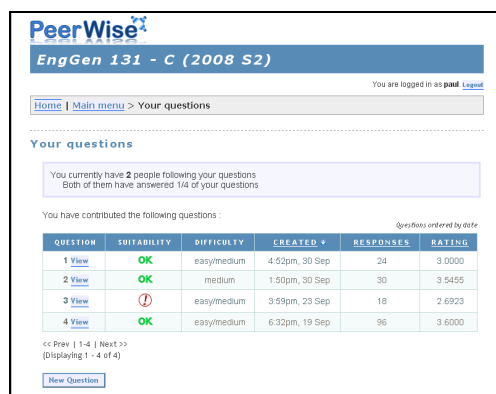 PeerWise
EngGen 131 - C (2008 S2)
You are logged in as paul. Logout
Home | Main menu > Your questions
Your questions
You currently have 2 people following your questions
Both of them have answered 1/4 of your questions
You have contributed the following questions :
Questions ordered by date
QUESTION SUITABILITY DIFFICULTY CREATED RESPONSES RATING
1 View OK easy/medium 4:52pm, 30 Sep 24 3.0000
2 View OK medium 1:50pm, 30 Sep 30 3.5455
3 View ! easy/medium 3:59pm, 23 Sep 18 2.6923
4 View OK easy/medium 6:32pm, 19 Sep 96 3.6000
<< Prev | 1-4 | Next >>
(Displaying 1 - 4 of 4)
New Question